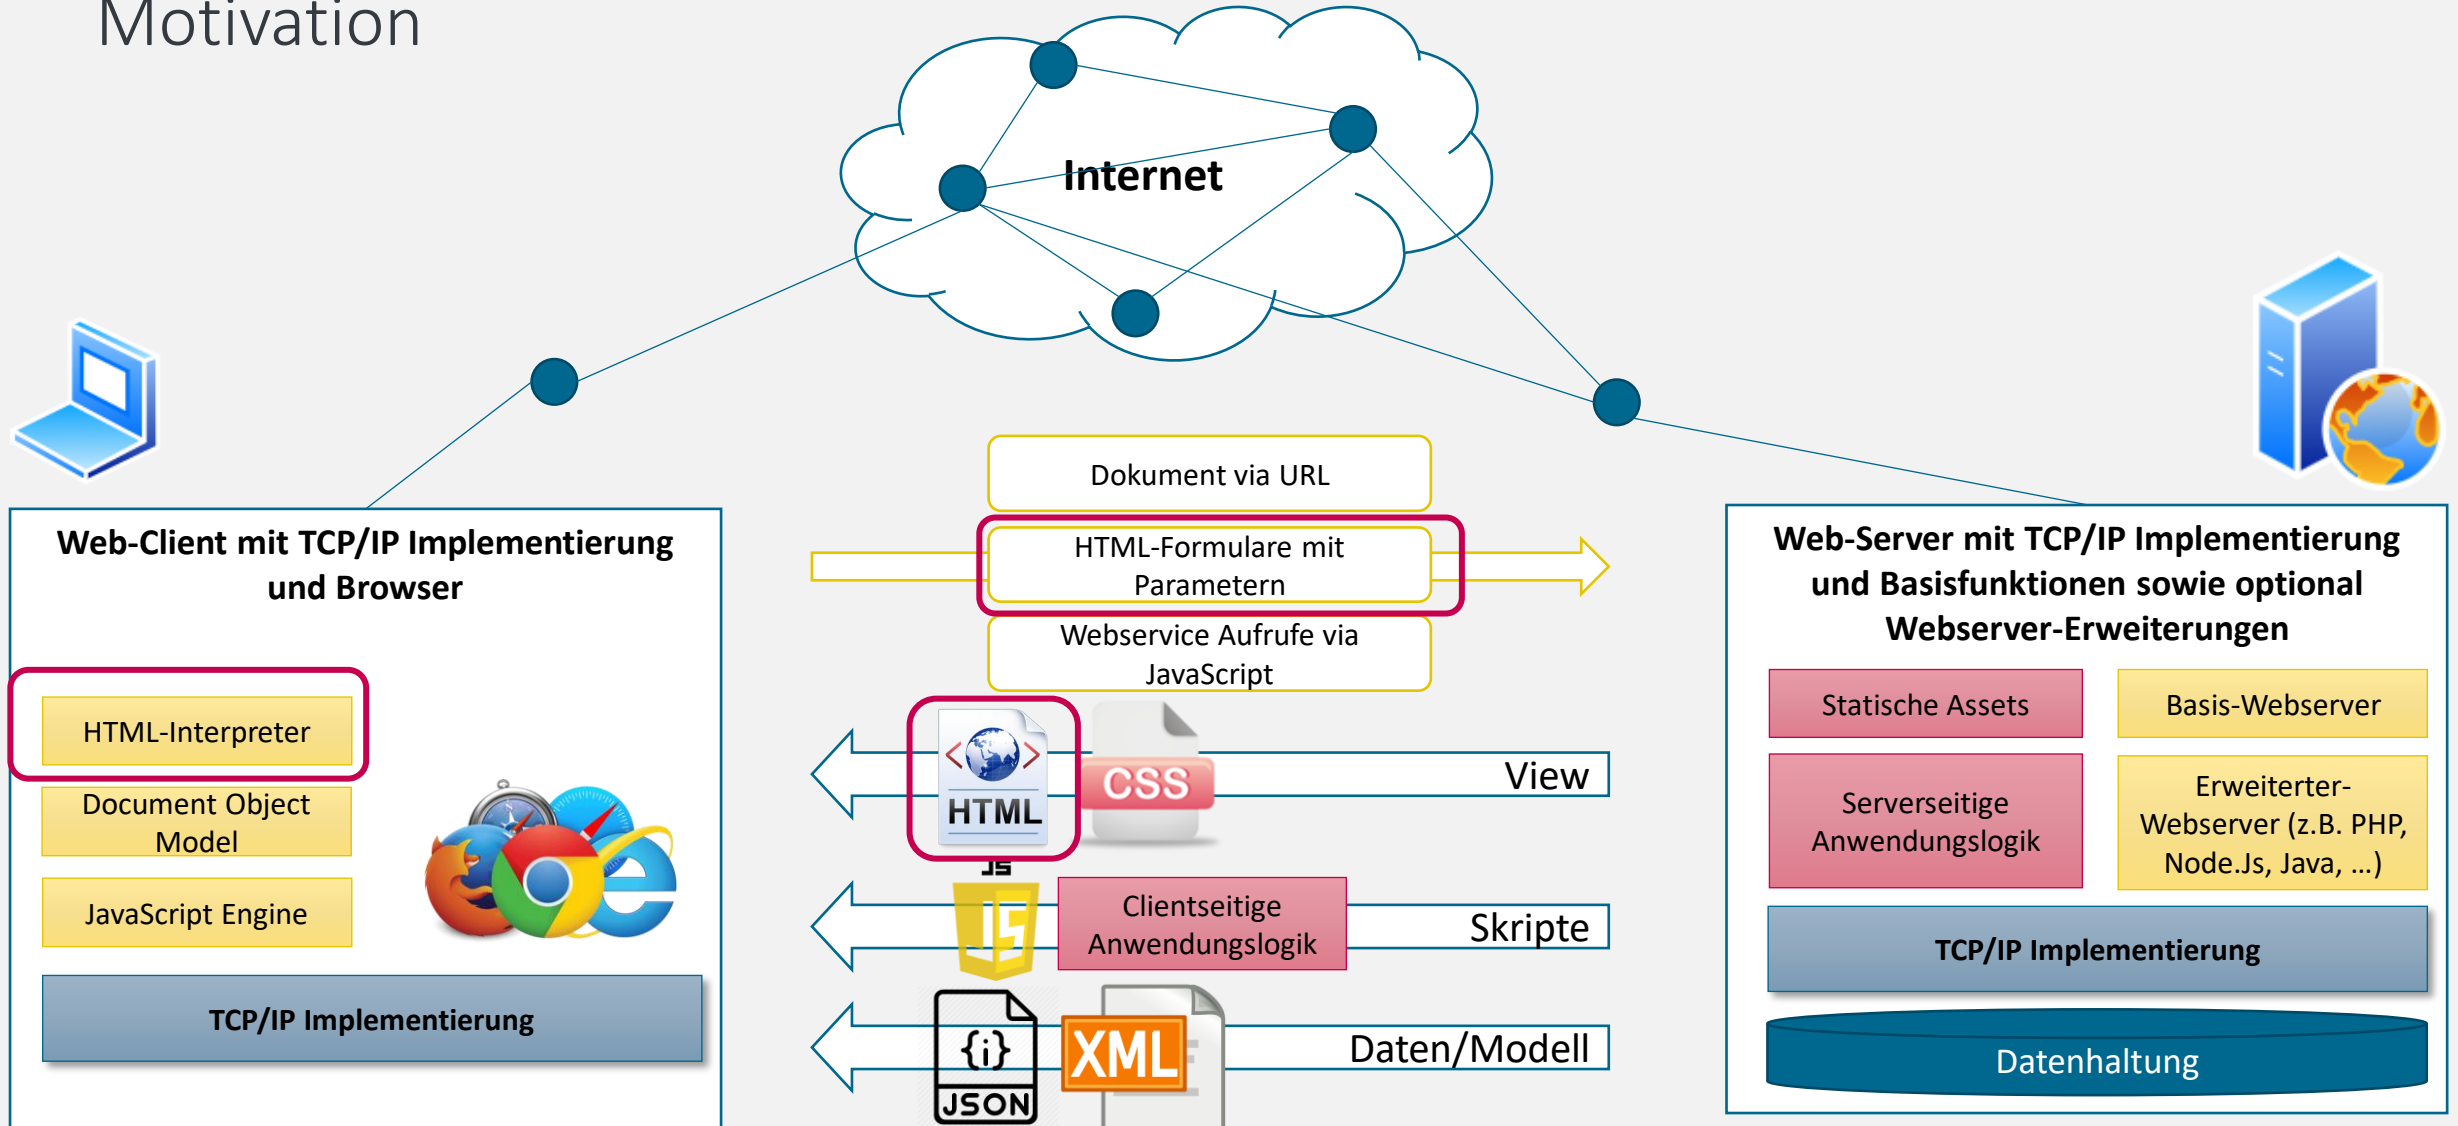 Motivation
Internet
Dokument via URL
HTML-Formulare mit
Parametern
Webservice Aufrufe via
JavaScript
Web-Client mit TCP/IP Implementierung
und Browser
HTML-Interpreter
Document Object
Model
JavaScript Engine
TCP/IP Implementierung
HTML
CSS
View
JS
Clientseitige
Anwendungslogik
Skripte
{i}
JSON
XML
Daten/Modell
Web-Server mit TCP/IP Implementierung
und Basisfunktionen sowie optional
Webserver-Erweiterungen
Statische Assets
Basis-Webserver
Serverseitige
Anwendungslogik
Erweiterter-
Webserver (z.B. PHP,
Node.Js, Java, …)
TCP/IP Implementierung
Datenhaltung